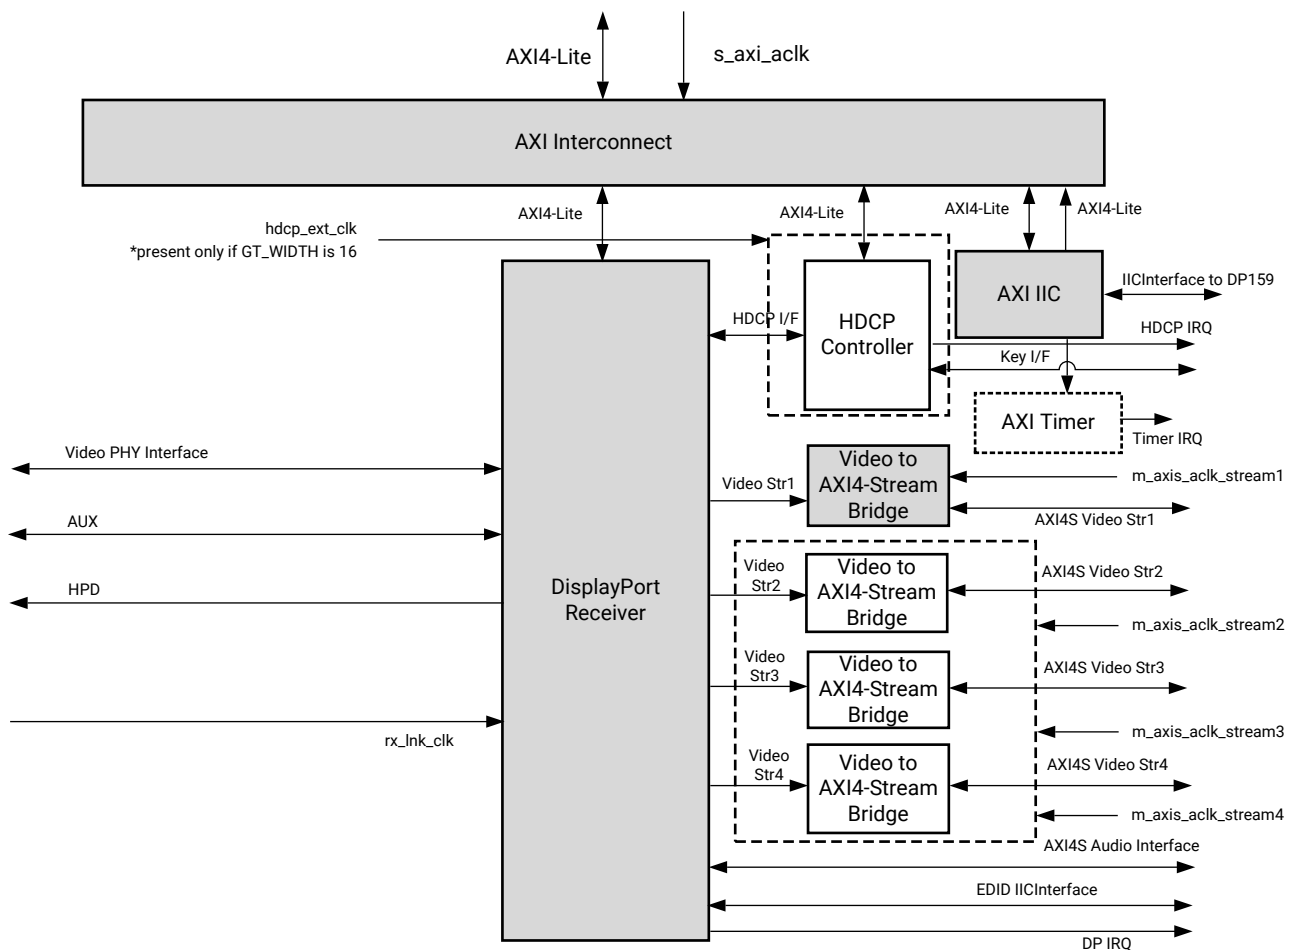 AXI4-Lite
s_axi_aclk
AXI Interconnect
AXI4-Lite
AXI4-Lite
AXI4-Lite
AXI4-Lite
hdcp_ext_clk
*present only if GT_WIDTH is 16
AXI IIC
IICInterface to DP159
HDCP I/F
HDCP
Controller
HDCP IRQ
Key I/F
AXI Timer
Timer IRQ
Video PHY Interface
AUX
HPD
rx_lnk_clk
DisplayPort
Receiver
Video Str1
Video to
AXI4-Stream
Bridge
m_axis_aclk_stream1
AXI4S Video Str1
Video
Str2
Video to
AXI4-Stream
Bridge
AXI4S Video Str2
m_axis_aclk_stream2
Video
Str3
Video to
AXI4-Stream
Bridge
AXI4S Video Str3
m_axis_aclk_stream3
Video
Str4
Video to
AXI4-Stream
Bridge
AXI4S Video Str4
m_axis_aclk_stream4
AXI4S Audio Interface
EDID IICInterface
DP IRQ